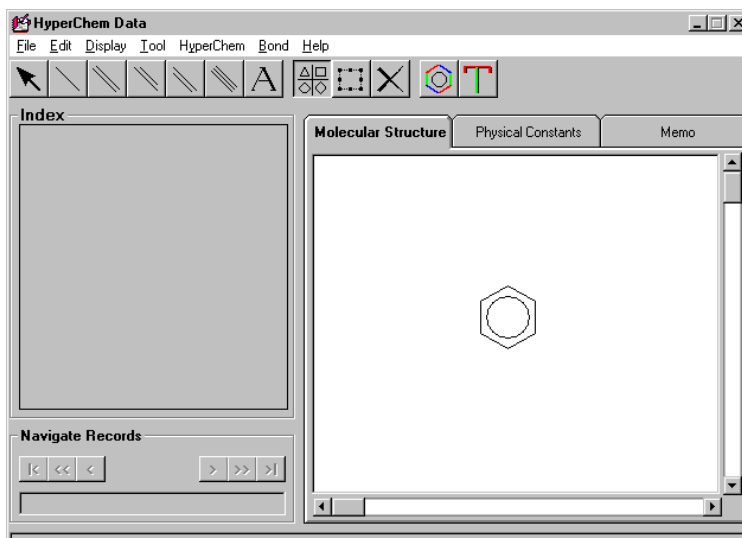 HyperChem Data
File Edit Display Tool HyperChem Bond Help
A
Index
Molecular Structure Physical Constants Memo
Navigate Records
|< << < > >> >|